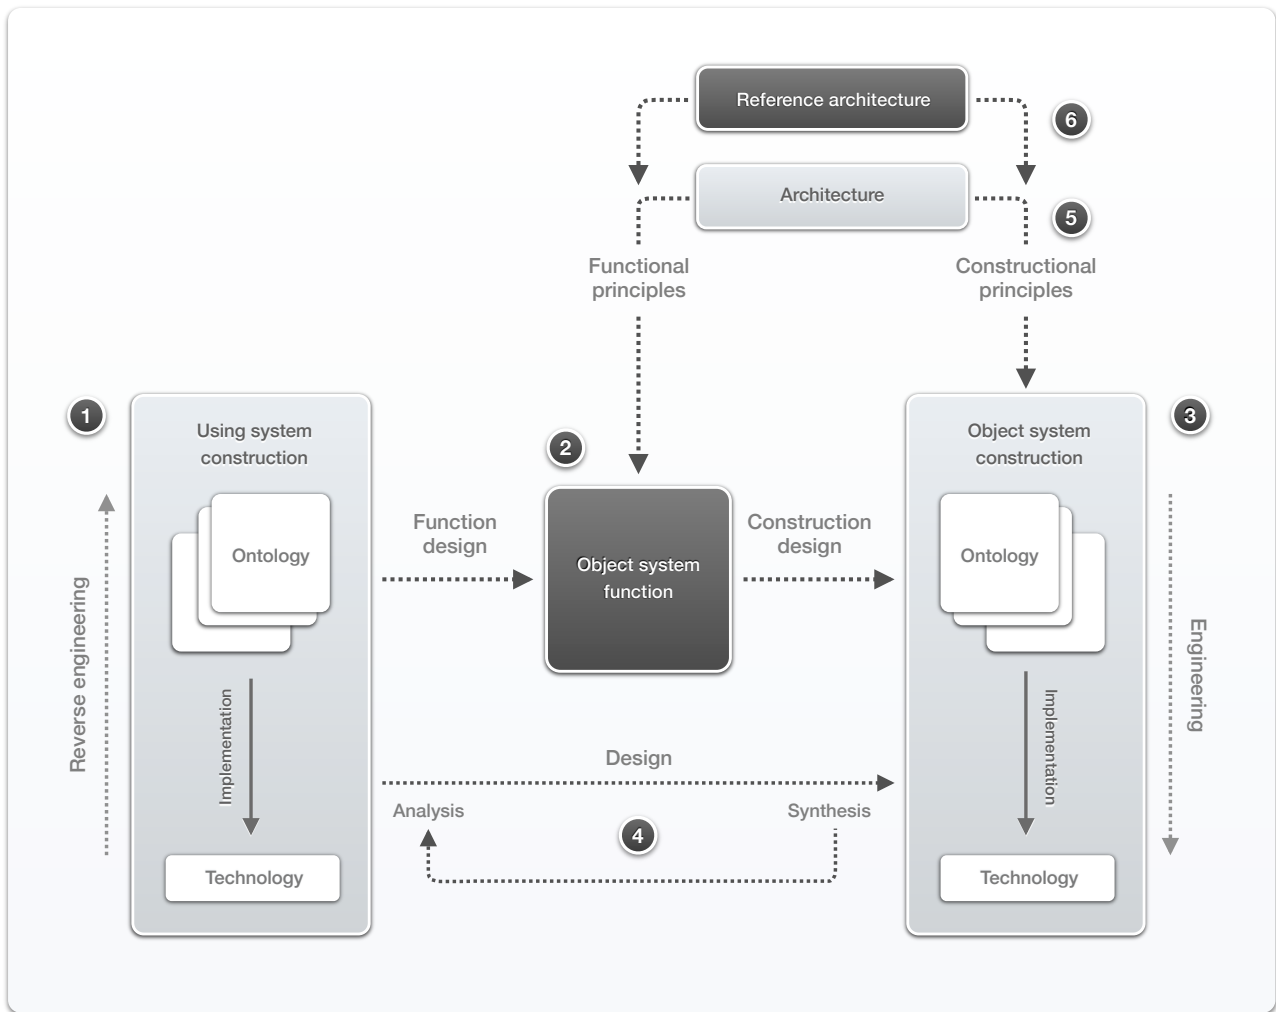 Reference architecture
6
Architecture
5
Functional
principles
Constructional
principles
1
Using system
construction
Ontology
Implementation
Technology
Reverse engineering
Function
design
2
Object system
function
Construction
design
3
Object system
construction
Ontology
Implementation
Technology
Engineering
Design
Analysis
Synthesis
4